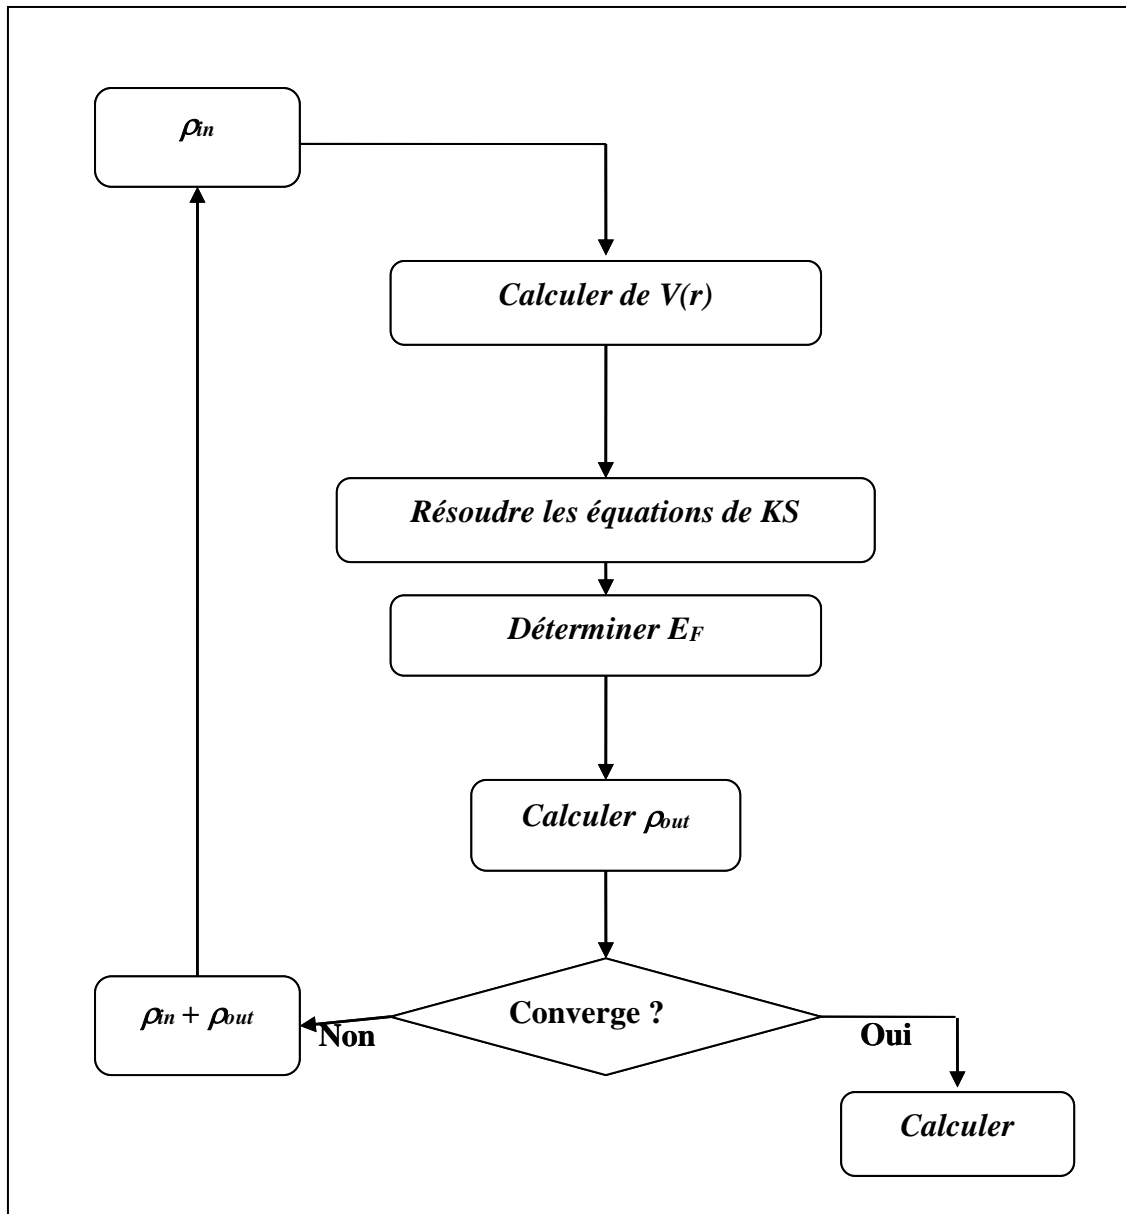 ρin
Calculer de V(r)
Résoudre les équations de KS
Déterminer EF
Calculer ρout
Converge ?
ρin + ρout
Non
Oui
Calculer